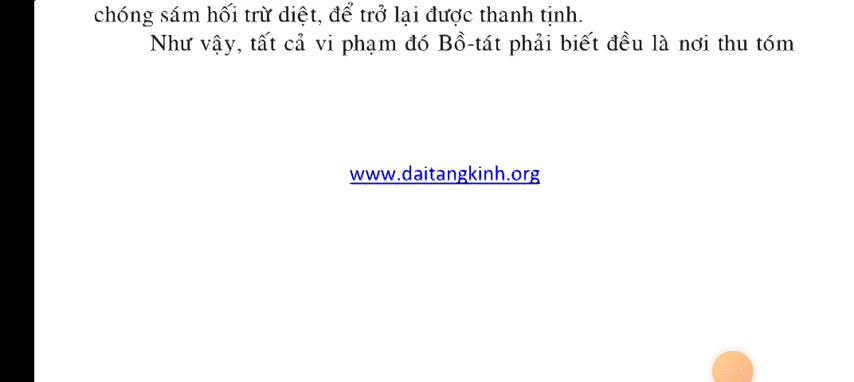 chóng sám hối trừ diệt, để trở lại được thanh tịnh.
Như vậy, tất cả vi phạm đó Bồ-tát phải biết đều là nơi thu tóm
www.daitangkinh.org